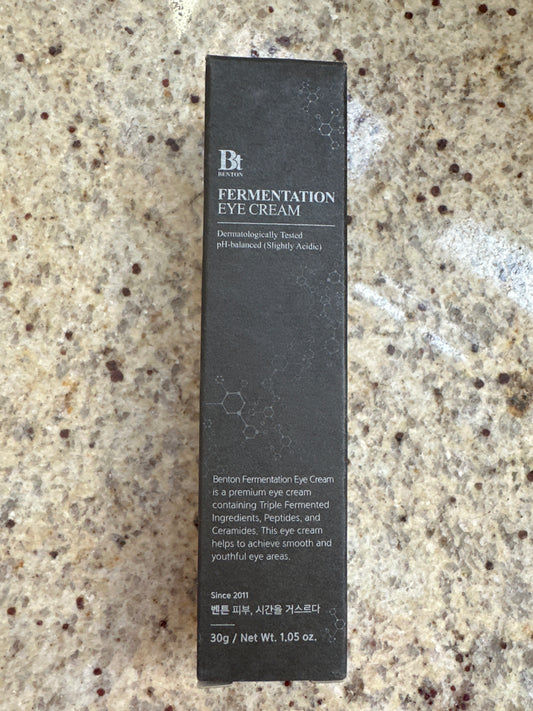 Bt
BENTON
FERMENTATION
EYE CREAM
Dermatologically Tested
pH-balanced (Slightly Acidic)
Benton Fermentation Eye Cream
is a premium eye cream
containing Triple Fermented
Ingredients, Peptides, and
Ceramides. This eye cream
helps to achieve smooth and
youthful eye areas.
Since 2011
벤튼 피부, 시간을 거스르다
30g / Net Wt. 1.05 oz.